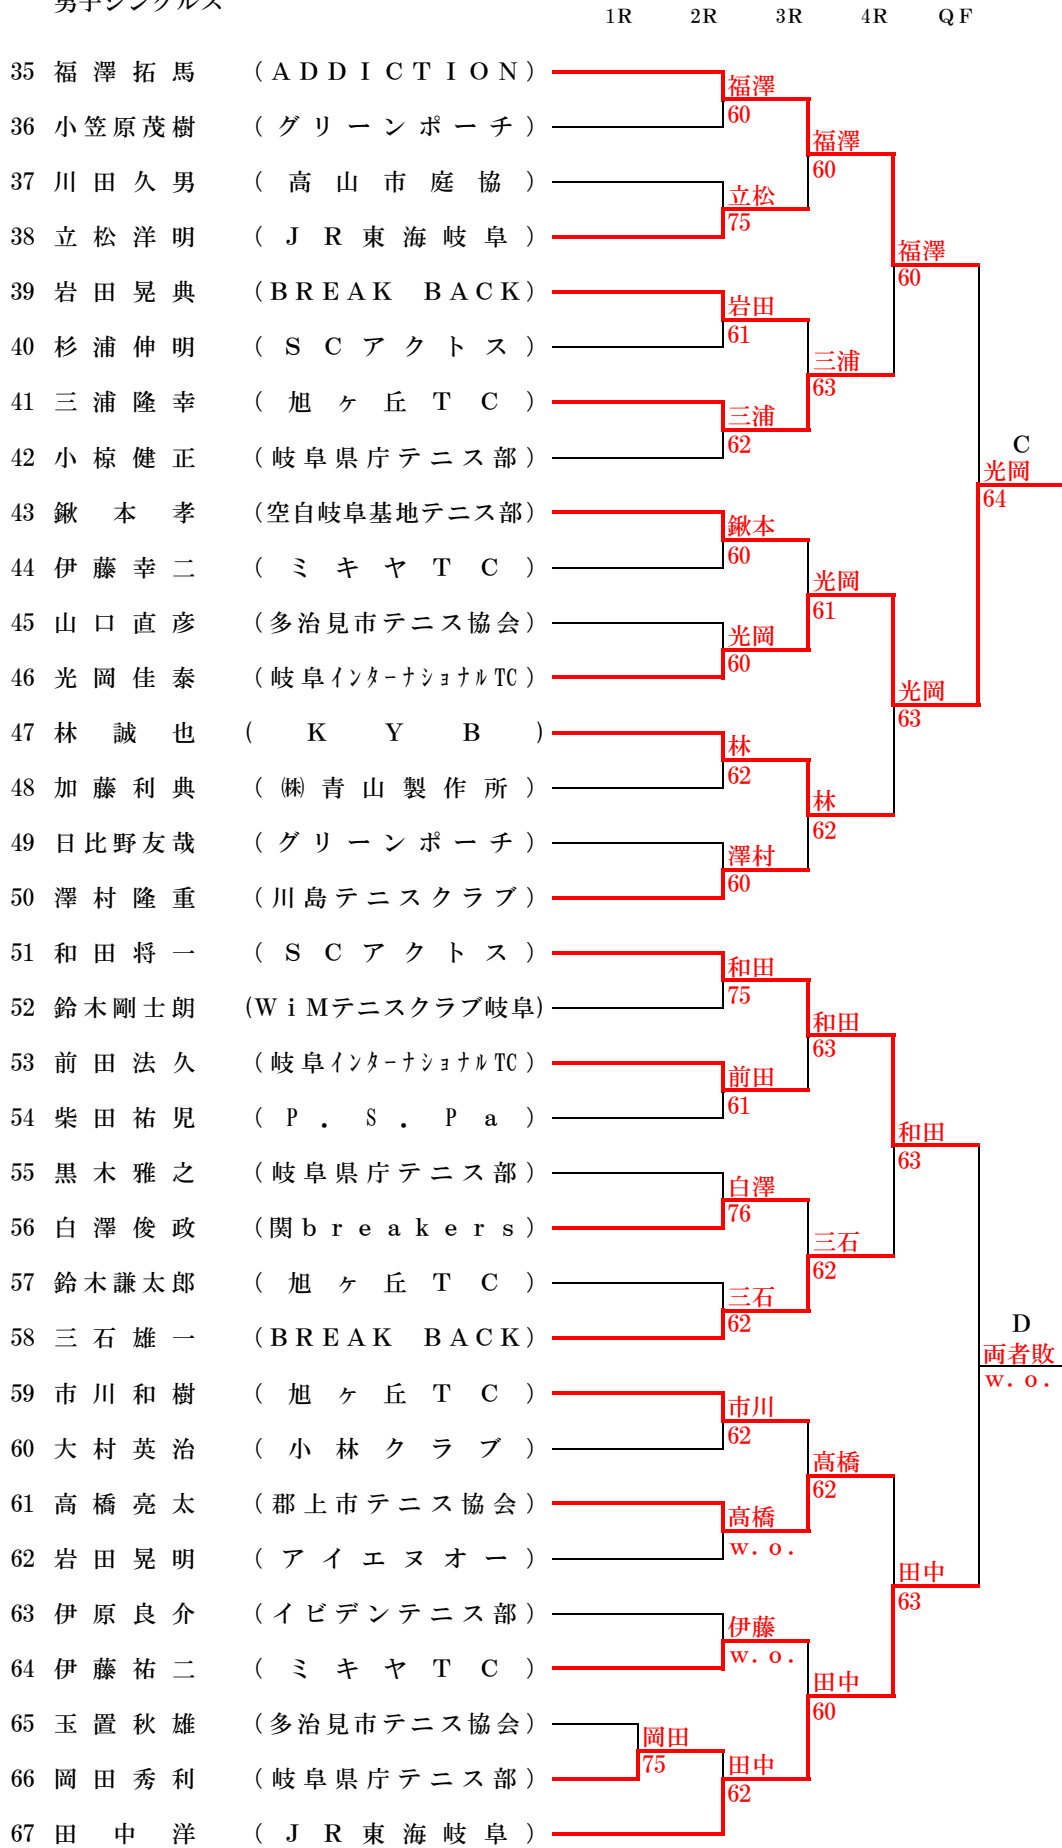 男子シングルス
1R 2R 3R 4R QF
35 福澤拓馬 (ADDICTION)
福澤
60
36 小笠原茂樹 (グリーンポーチ)
福澤
60
37 川田久男 (高山市庭協)
立松
75
38 立松洋明 (JR東海岐阜)
福澤
60
39 岩田晃典 (BREAK BACK)
岩田
61
40 杉浦伸明 (SCアクトス)
三浦
63
41 三浦隆幸 (旭ヶ丘TC)
三浦
62
42 小椋健正 (岐阜県庁テニス部)
C
光岡
64
43 鍬本孝 (空自岐阜基地テニス部)
鍬本
60
44 伊藤幸二 (ミキヤTC)
光岡
61
45 山口直彦 (多治見市テニス協会)
光岡
60
46 光岡佳泰 (岐阜インターナショナルTC)
光岡
63
47 林誠也 (KYB)
林
62
48 加藤利典 (㈱青山製作所)
林
62
49 日比野友哉 (グリーンポーチ)
澤村
60
50 澤村隆重 (川島テニスクラブ)
51 和田将一 (SCアクトス)
和田
75
52 鈴木剛士朗 (WiMテニスクラブ岐阜)
和田
63
53 前田法久 (岐阜インターナショナルTC)
前田
61
54 柴田祐児 (P.S.Pa)
和田
63
55 黒木雅之 (岐阜県庁テニス部)
白澤
76
56 白澤俊政 (関breakers)
三石
62
57 鈴木謙太郎 (旭ヶ丘TC)
三石
62
58 三石雄一 (BREAK BACK)
D
両者敗
w.o.
59 市川和樹 (旭ヶ丘TC)
市川
62
60 大村英治 (小林クラブ)
高橋
62
61 高橋亮太 (郡上市テニス協会)
高橋
w.o.
62 岩田晃明 (アイエヌオー)
田中
63
63 伊原良介 (イビデンテニス部)
伊藤
w.o.
64 伊藤祐二 (ミキヤTC)
田中
60
65 玉置秋雄 (多治見市テニス協会)
岡田
75
66 岡田秀利 (岐阜県庁テニス部)
田中
62
67 田中洋 (JR東海岐阜)